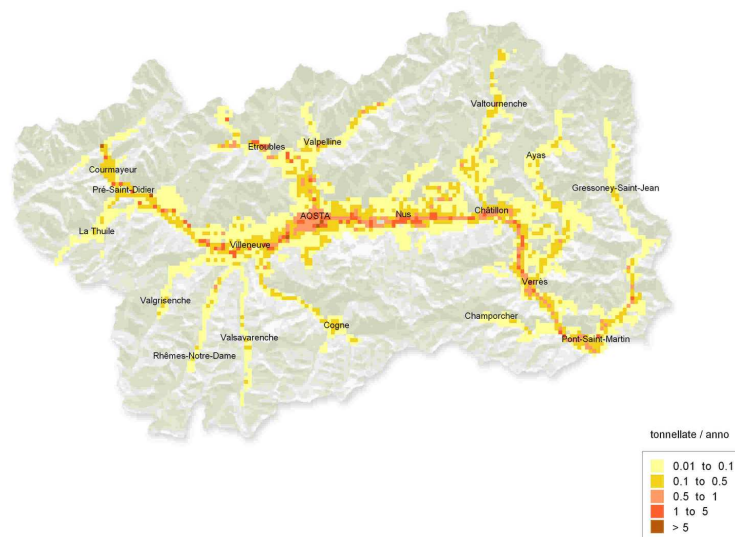 Valtournenche
Etroubles
Valpelline
Ayas
Courmayeur
Pré-Saint-Didier
Gressoney-Saint-Jean
AOSTA
Nus
Châtillon
La Thuile
Villeneuve
Verrès
Valgrisenche
Champorcher
Cogne
Valsavarenche
Pont-Saint-Martin
Rhêmes-Notre-Dame
tonnellate / anno
0.01 to 0.1
0.1 to 0.5
0.5 to 1
1 to 5
> 5